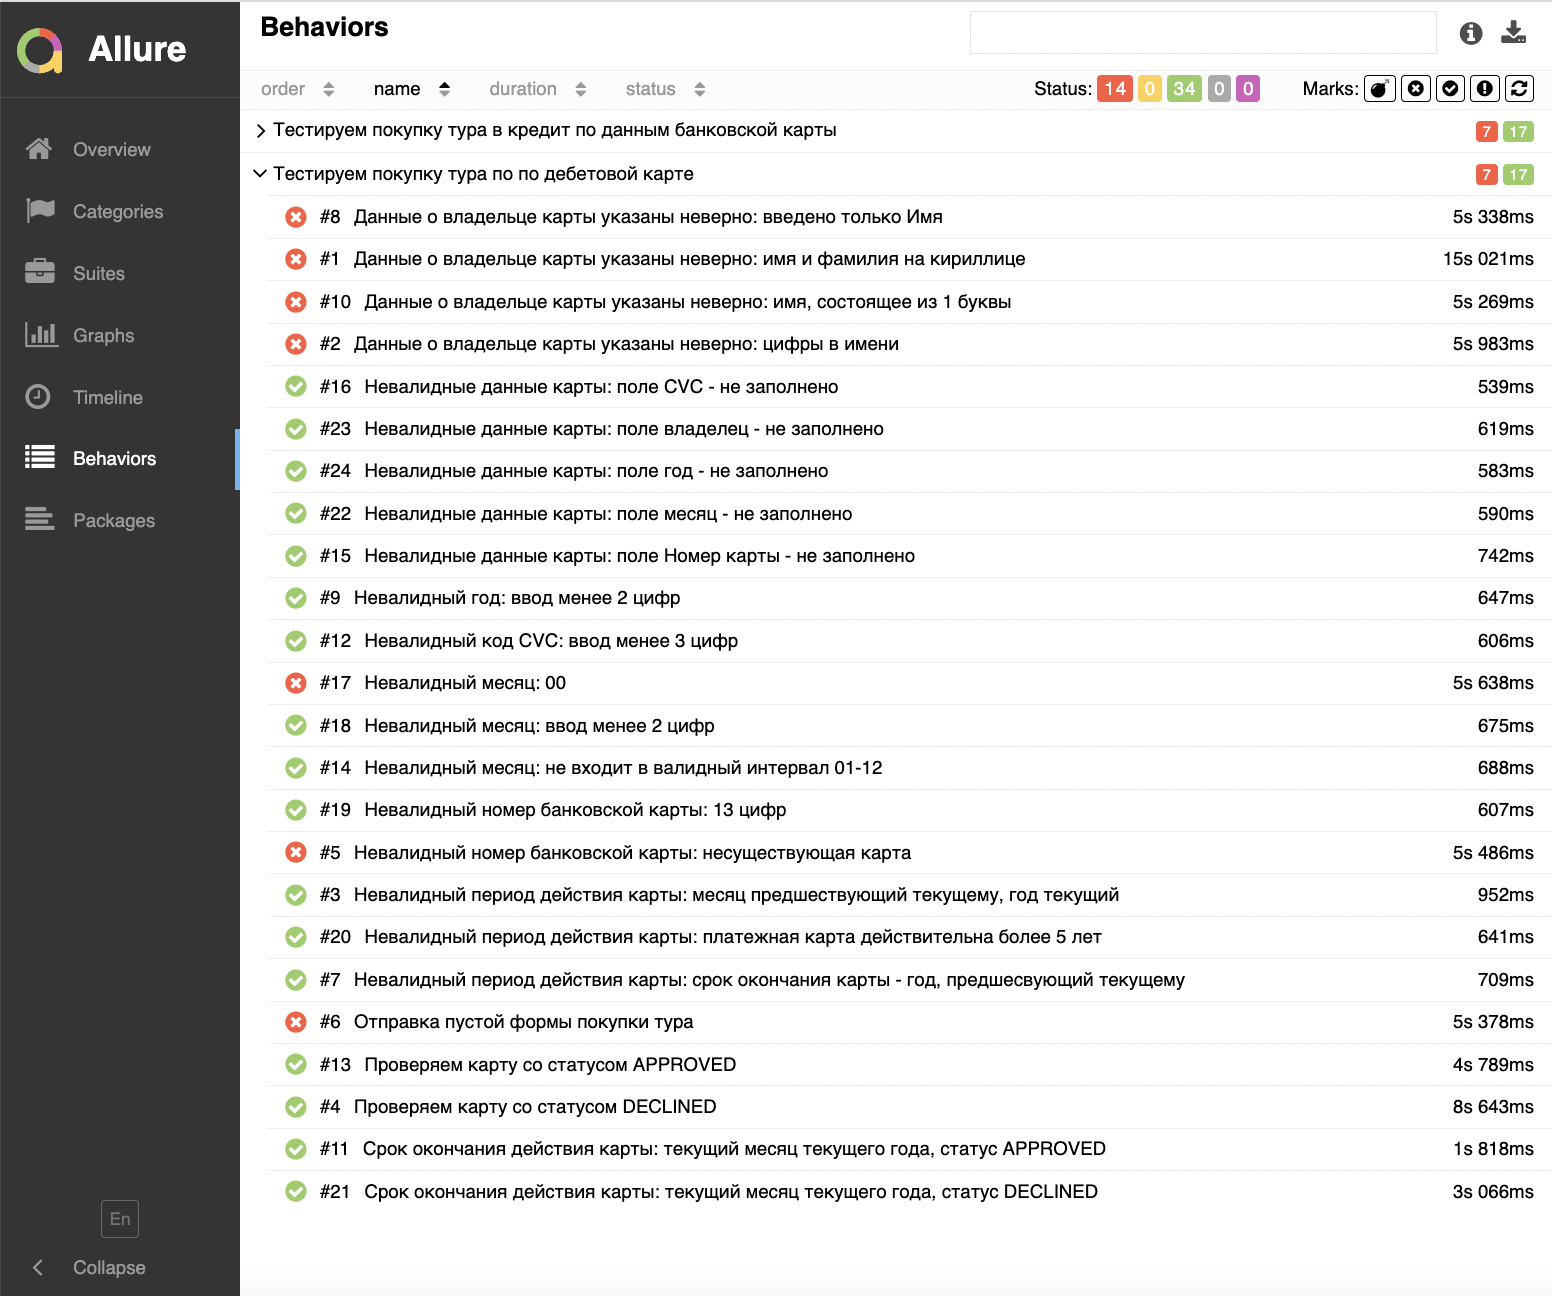 Allure
Overview
Categories
Suites
Graphs
Timeline
Behaviors
Packages
En
Collapse
Behaviors
order name duration status Status: 14 0 34 0 0 Marks:
Тестируем покупку тура в кредит по данным банковской карты 7 17
Тестируем покупку тура по по дебетовой карте 7 17
#8 Данные о владельце карты указаны неверно: введено только Имя 5s 338ms
#1 Данные о владельце карты указаны неверно: имя и фамилия на кириллице 15s 021ms
#10 Данные о владельце карты указаны неверно: имя, состоящее из 1 буквы 5s 269ms
#2 Данные о владельце карты указаны неверно: цифры в имени 5s 983ms
#16 Невалидные данные карты: поле CVC - не заполнено 539ms
#23 Невалидные данные карты: поле владелец - не заполнено 619ms
#24 Невалидные данные карты: поле год - не заполнено 583ms
#22 Невалидные данные карты: поле месяц - не заполнено 590ms
#15 Невалидные данные карты: поле Номер карты - не заполнено 742ms
#9 Невалидный год: ввод менее 2 цифр 647ms
#12 Невалидный код CVC: ввод менее 3 цифр 606ms
#17 Невалидный месяц: 00 5s 638ms
#18 Невалидный месяц: ввод менее 2 цифр 675ms
#14 Невалидный месяц: не входит в валидный интервал 01-12 688ms
#19 Невалидный номер банковской карты: 13 цифр 607ms
#5 Невалидный номер банковской карты: несуществующая карта 5s 486ms
#3 Невалидный период действия карты: месяц предшествующий текущему, год текущий 952ms
#20 Невалидный период действия карты: платежная карта действительна более 5 лет 641ms
#7 Невалидный период действия карты: срок окончания карты - год, предшесвующий текущему 709ms
#6 Отправка пустой формы покупки тура 5s 378ms
#13 Проверяем карту со статусом APPROVED 4s 789ms
#4 Проверяем карту со статусом DECLINED 8s 643ms
#11 Срок окончания действия карты: текущий месяц текущего года, статус APPROVED 1s 818ms
#21 Срок окончания действия карты: текущий месяц текущего года, статус DECLINED 3s 066ms